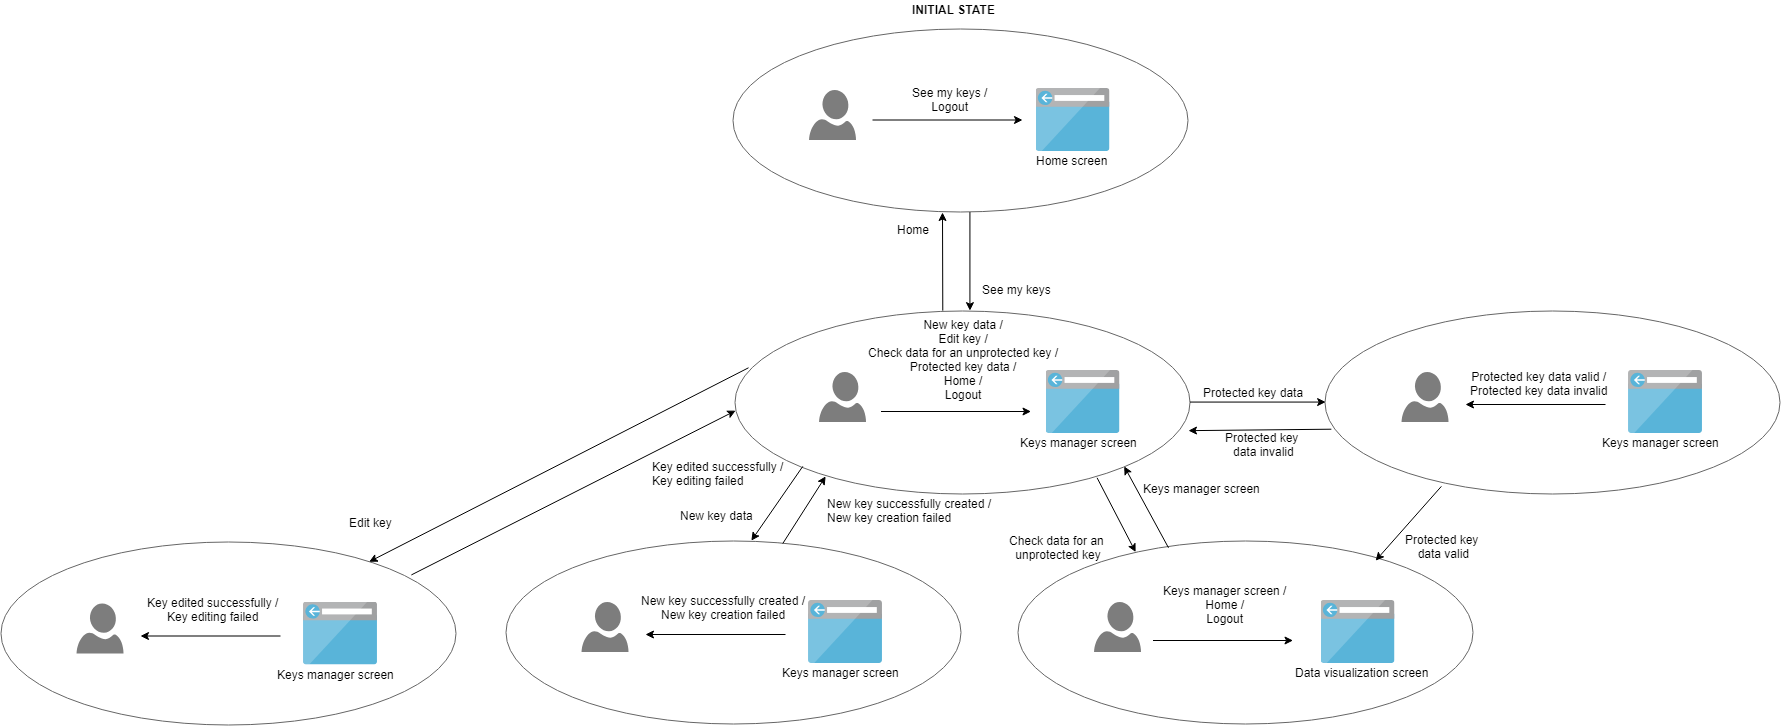 INITIAL STATE
See my keys /
Logout
Home screen
Home
See my keys
New key data /
Edit key /
Check data for an unprotected key /
Protected key data /
Home /
Logout
Keys manager screen
Protected key data
Protected key
data invalid
Protected key data valid /
Protected key data invalid
Keys manager screen
Key edited successfully /
Key editing failed
Edit key
New key data
New key successfully created /
New key creation failed
Keys manager screen
Check data for an
unprotected key
Protected key
data valid
Key edited successfully /
Key editing failed
Keys manager screen
New key successfully created /
New key creation failed
Keys manager screen
Keys manager screen /
Home /
Logout
Data visualization screen